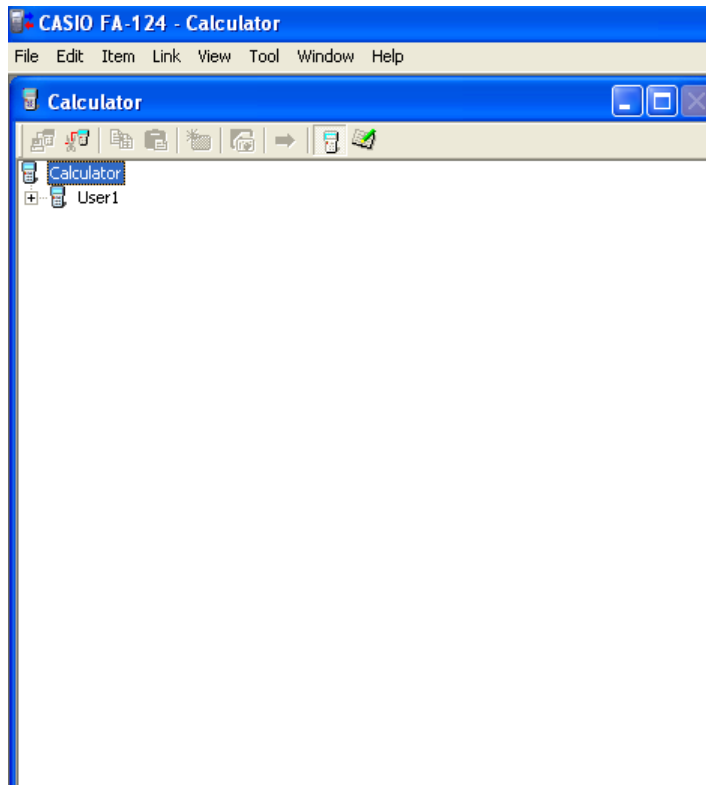 CASIO FA-124 - Calculator
File Edit Item Link View Tool Window Help
Calculator
Calculator
User1